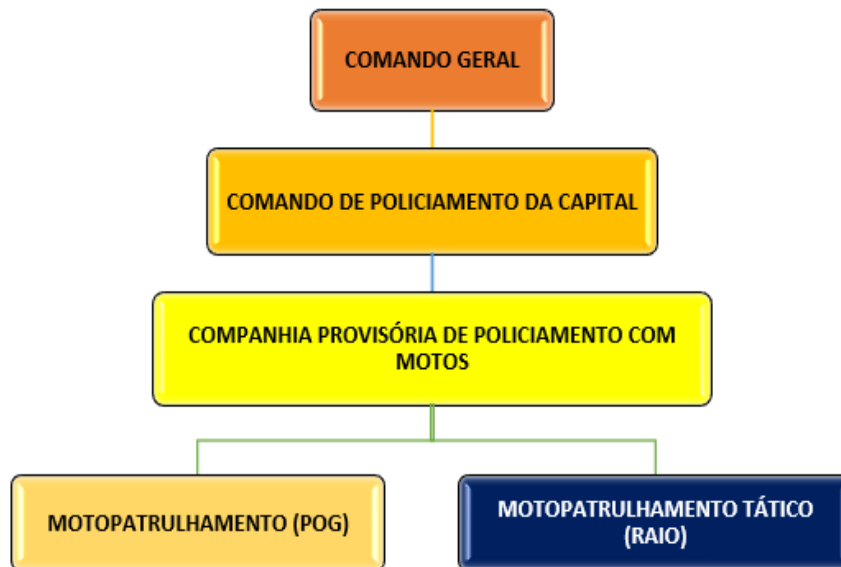 COMANDO GERAL
COMANDO DE POLICIAMENTO DA CAPITAL
COMPANHIA PROVISÓRIA DE POLICIAMENTO COM
MOTOS
MOTOPATRULHAMENTO (POG)
MOTOPATRULHAMENTO TÁTICO
(RAIO)